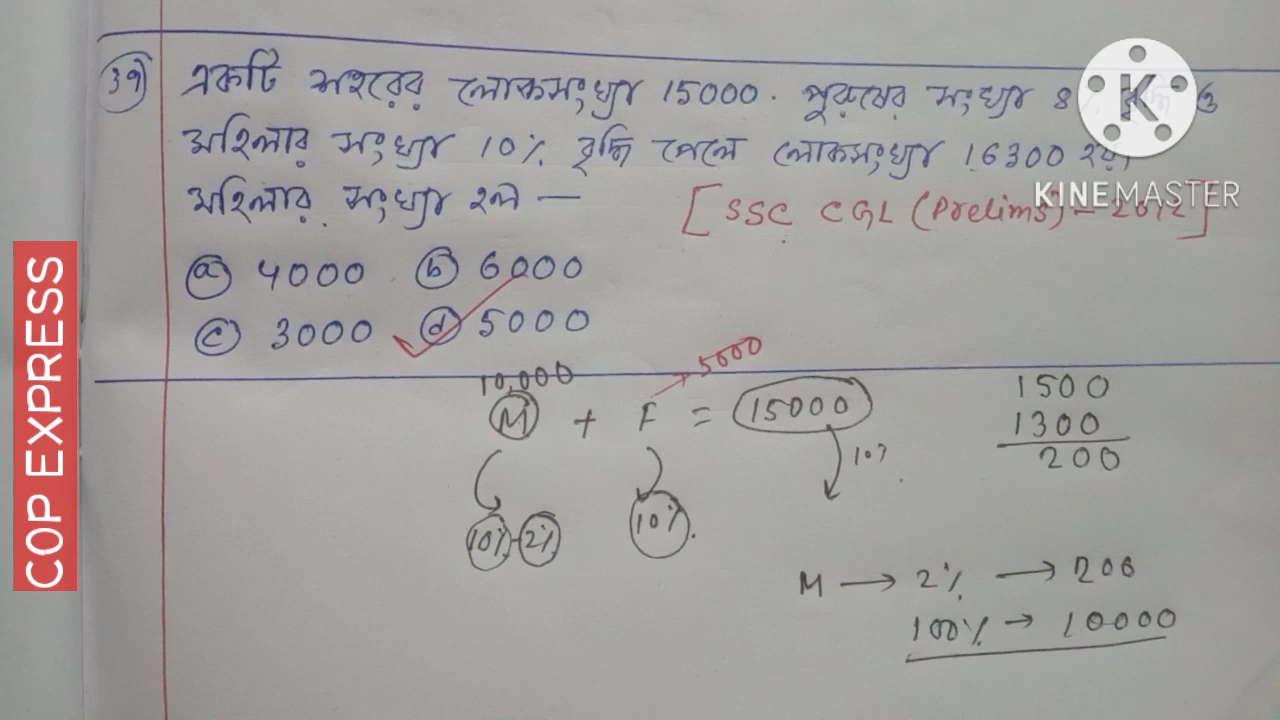 39) একটি শহরের লোকসংখ্যা 15000. পুরুষের সংখ্যা 8 ও
মহিলার সংখ্যা 10% বৃদ্ধি পেলে লোকসংখ্যা 16300 হয়।
মহিলার সংখ্যা হল —
[SSC CGL (Prelims) - 2012]
KINEMASTER
K
(a) 4000 (b) 6000
(c) 3000 (d) 5000
COP EXPRESS
10,000 → 5000
M + F = 15000
10%
10% - 2% 10%.
1500
1300
200
M → 2% → 200
100% → 10000